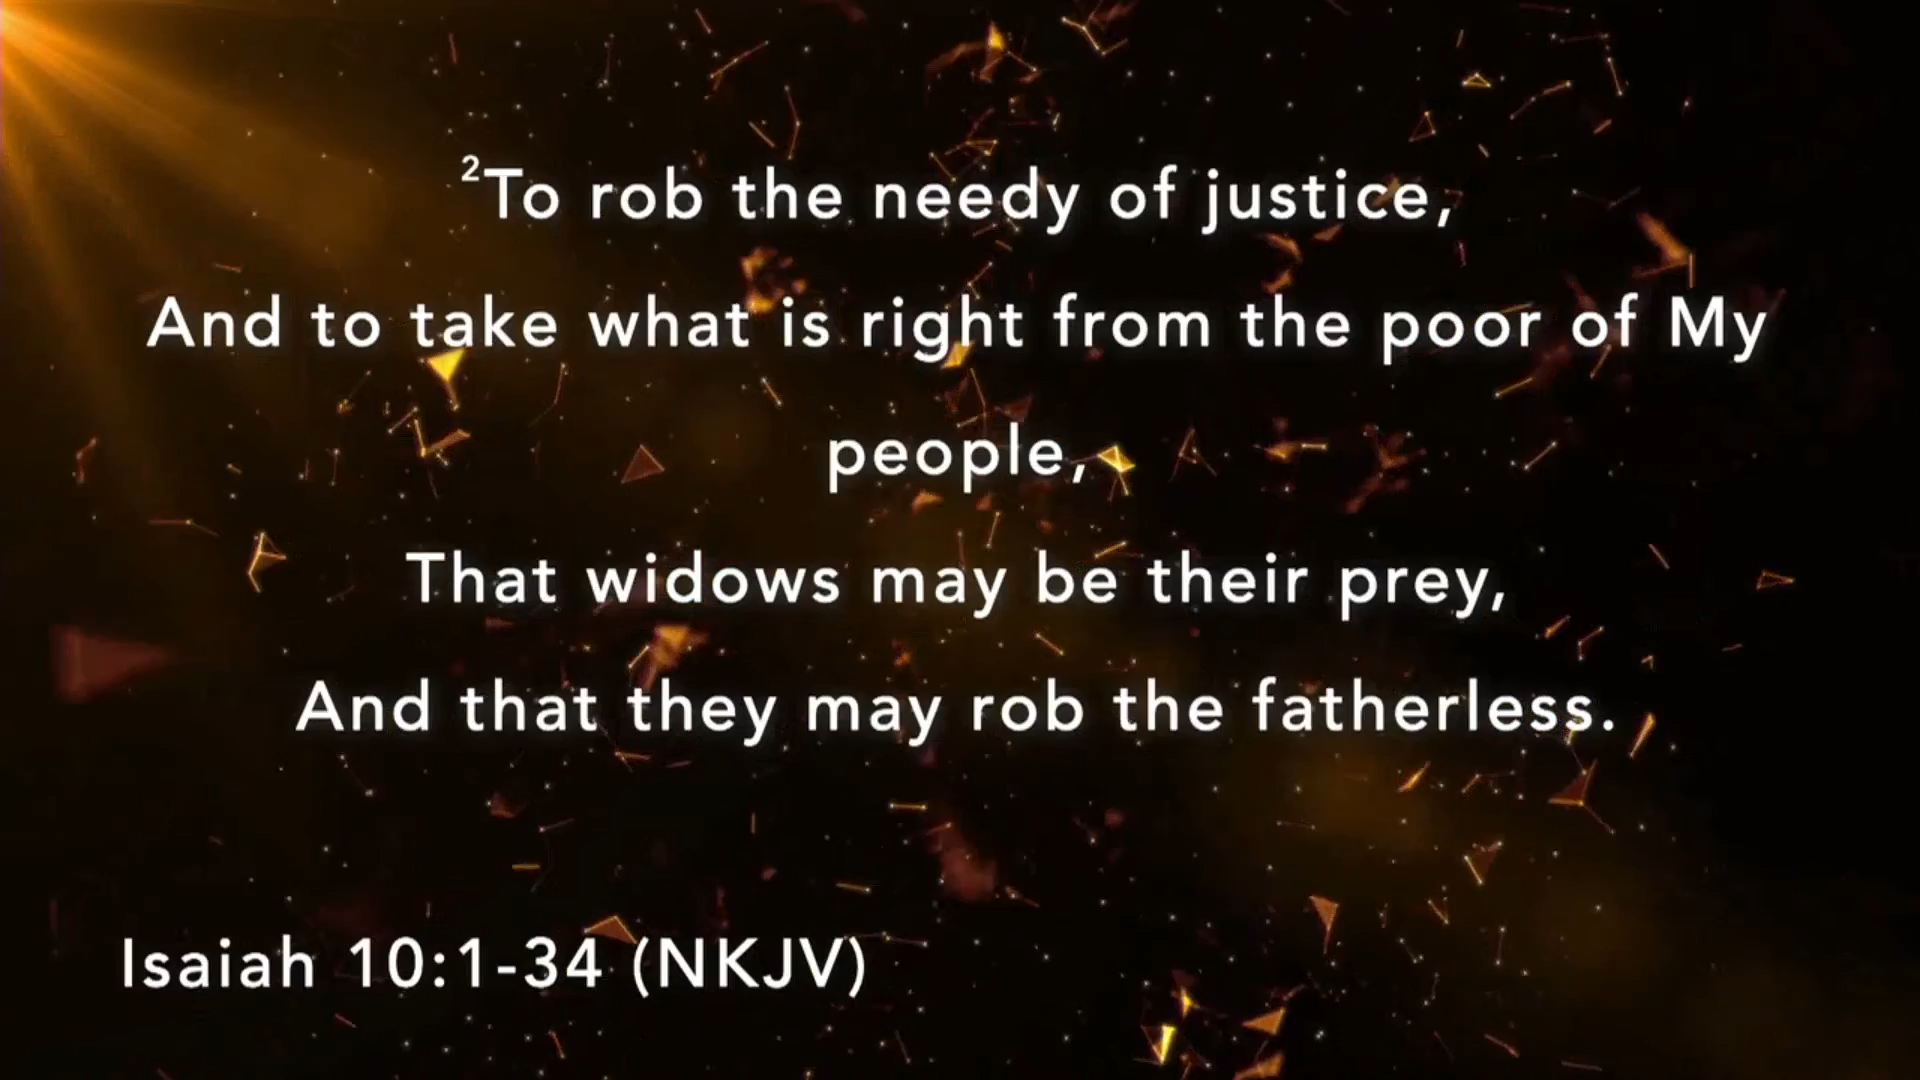 ²To rob the needy of justice,
And to take what is right from the poor of My
people,
That widows may be their prey,
And that they may rob the fatherless.
Isaiah 10:1-34 (NKJV)